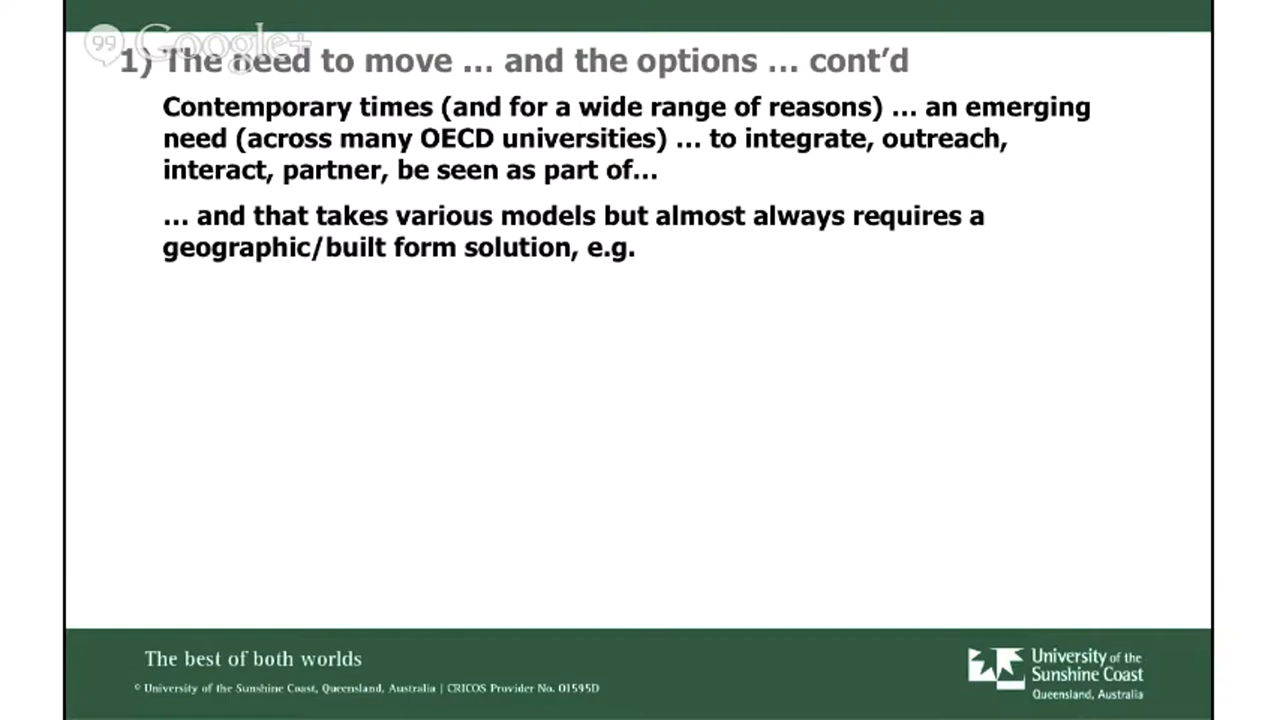 Google+
1) The need to move … and the options … cont’d
Contemporary times (and for a wide range of reasons) … an emerging
need (across many OECD universities) … to integrate, outreach,
interact, partner, be seen as part of…
… and that takes various models but almost always requires a
geographic/built form solution, e.g.
The best of both worlds
© University of the Sunshine Coast, Queensland, Australia | CRICOS Provider No. 01595D
University of the
Sunshine Coast
Queensland, Australia